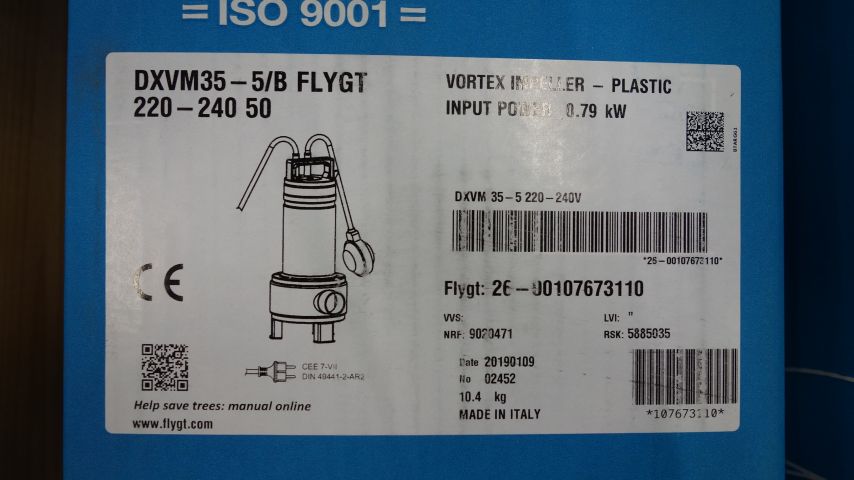 = ISO 9001 =
DXVM35-5/B FLYGT
220-240 50
VORTEX IMPELLER - PLASTIC
INPUT POWER 0.79 kW
DXVM 35-5 220-240V
*26-00107673110*
Flygt: 26-00107673110
VVS:
LVI: "
NRF: 9020471
RSK: 5885035
Date 20190109
No 02452
10.4 kg
MADE IN ITALY
*107673110*
CE
CEE 7-VII
DIN 49441-2-AR2
Help save trees: manual online
www.flygt.com